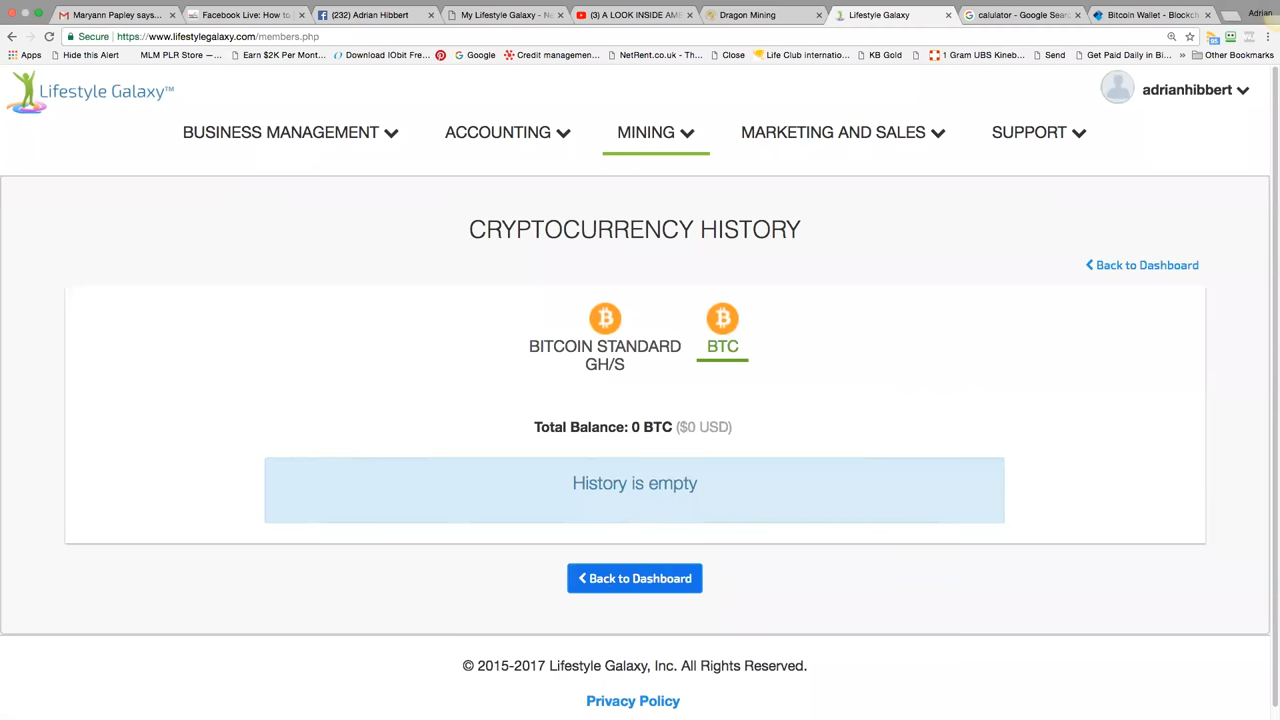 Maryann Papley says...
Facebook Live: How to
(232) Adrian Hibbert
My Lifestyle Galaxy - Ne
(3) A LOOK INSIDE AME
Dragon Mining
Lifestyle Galaxy
calulator - Google Sear
Bitcoin Wallet - Blockch
Adrian
Secure
https://www.lifestylegalaxy.com/members.php
Apps
Hide this Alert
MLM PLR Store —...
Earn $2K Per Mont...
Download IObit Fre...
Google
Credit managemen...
NetRent.co.uk - Th...
Close
Life Club internatio...
KB Gold
1 Gram UBS Kineb...
Send
Get Paid Daily in Bi...
»
Other Bookmarks
Lifestyle Galaxy™
adrianhibbert
BUSINESS MANAGEMENT
ACCOUNTING
MINING
MARKETING AND SALES
SUPPORT
CRYPTOCURRENCY HISTORY
Back to Dashboard
BITCOIN STANDARD
GH/S
BTC
Total Balance: 0 BTC ($0 USD)
History is empty
Back to Dashboard
© 2015-2017 Lifestyle Galaxy, Inc. All Rights Reserved.
Privacy Policy